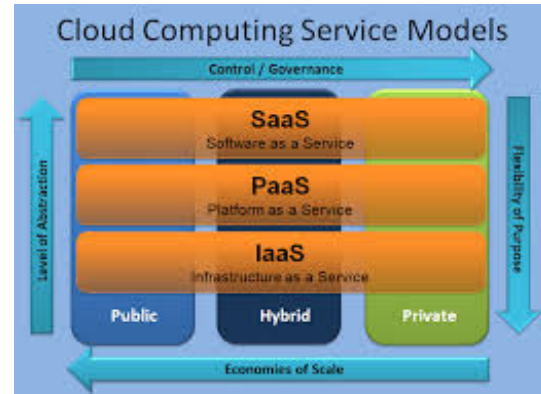 Cloud Computing Service Models
Control / Governance
SaaS
Software as a Service
PaaS
Platform as a Service
IaaS
Infrastructure as a Service
Level of Abstraction
Flexibility of Purpose
Public
Hybrid
Private
Economies of Scale